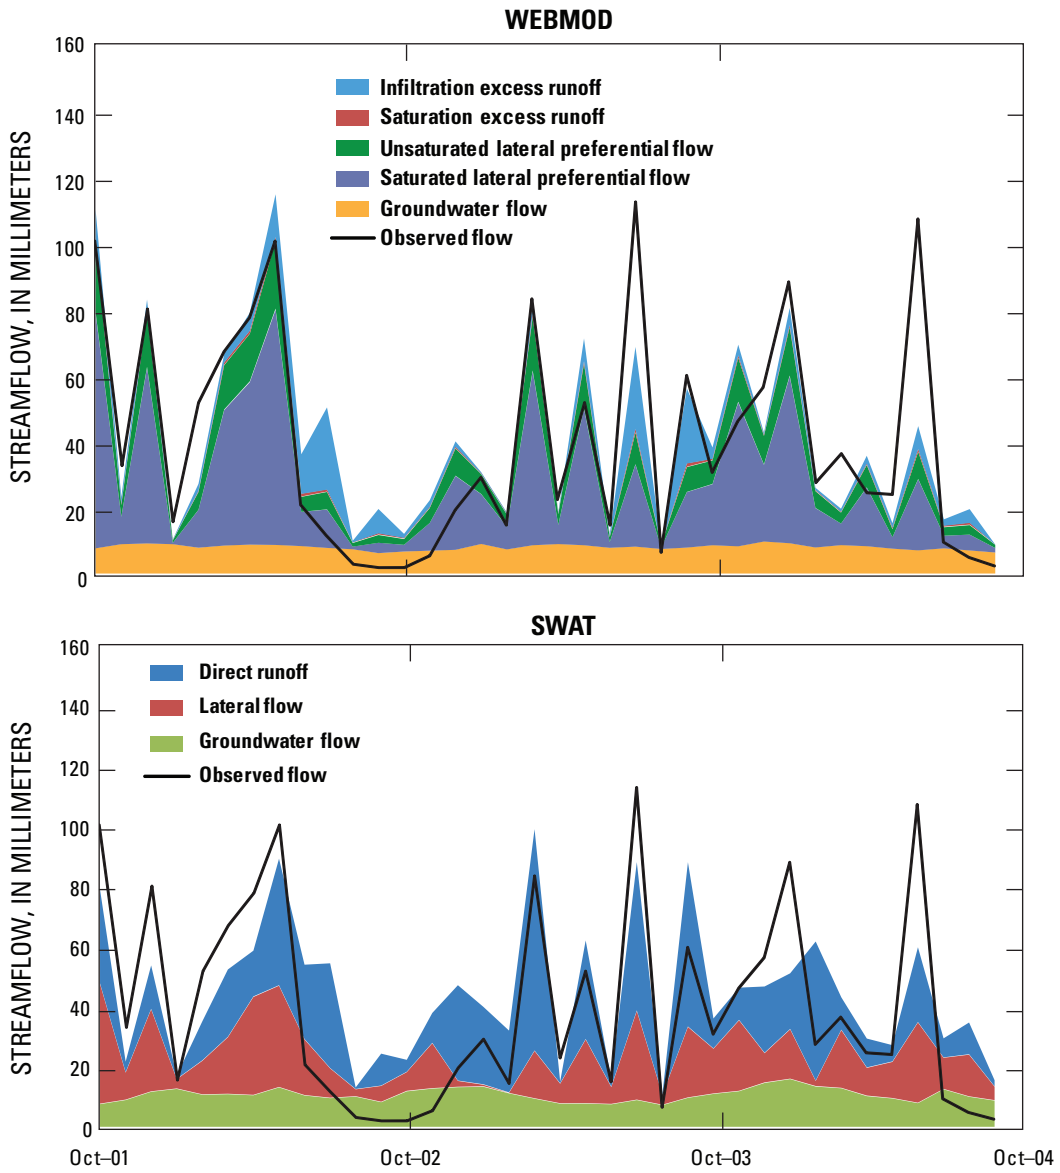 WEBMOD
160
140
120
100
80
60
40
20
0
STREAMFLOW, IN MILLIMETERS
Infiltration excess runoff
Saturation excess runoff
Unsaturated lateral preferential flow
Saturated lateral preferential flow
Groundwater flow
Observed flow
SWAT
160
140
120
100
80
60
40
20
0
STREAMFLOW, IN MILLIMETERS
Direct runoff
Lateral flow
Groundwater flow
Observed flow
Oct–01 Oct–02 Oct–03 Oct–04